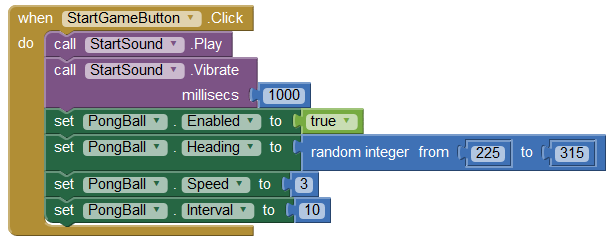 when StartGameButton .Click
do call StartSound .Play
call StartSound .Vibrate
millisecs 1000
set PongBall . Enabled to true
set PongBall . Heading to random integer from 225 to 315
set PongBall . Speed to 3
set PongBall . Interval to 10